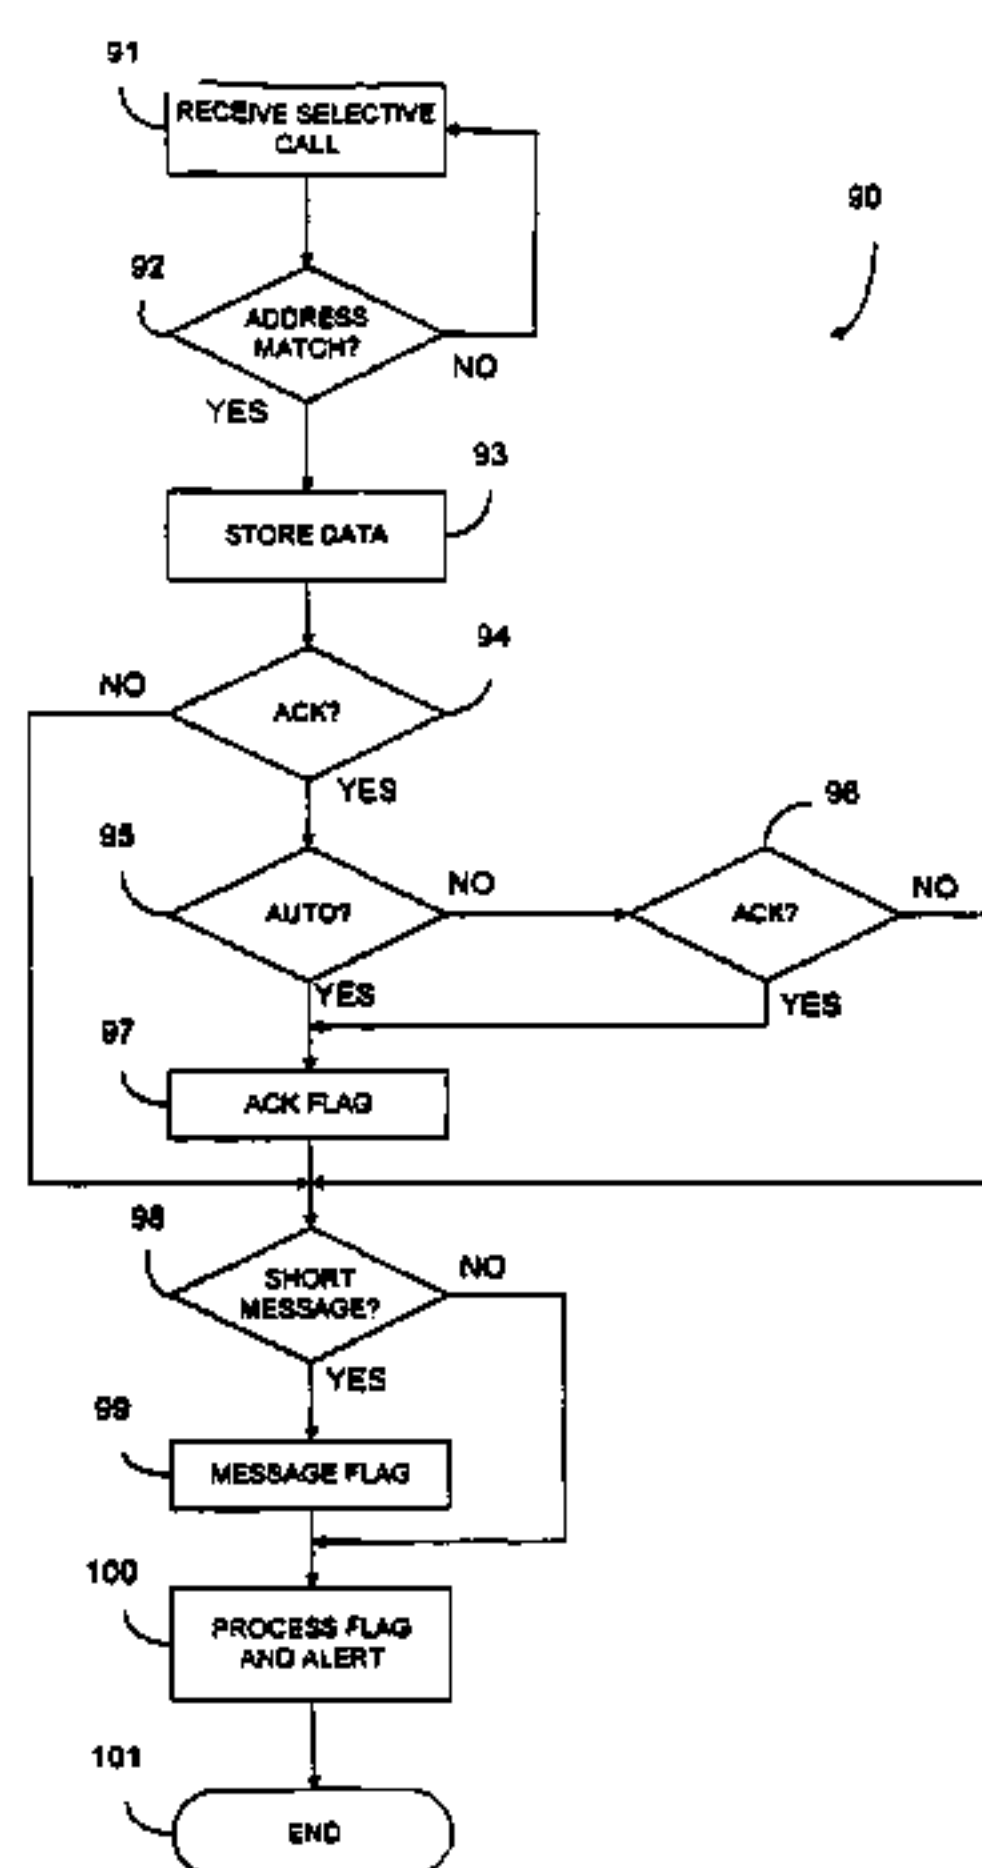 91
RECEIVE SELECTIVE
CALL
90
92
ADDRESS
MATCH?
NO
YES
93
STORE DATA
94
NO
ACK?
YES
96
95
NO
NO
AUTO?
ACK?
YES
YES
97
ACK FLAG
98
NO
SHORT
MESSAGE?
YES
99
MESSAGE FLAG
100
PROCESS FLAG
AND ALERT
101
END